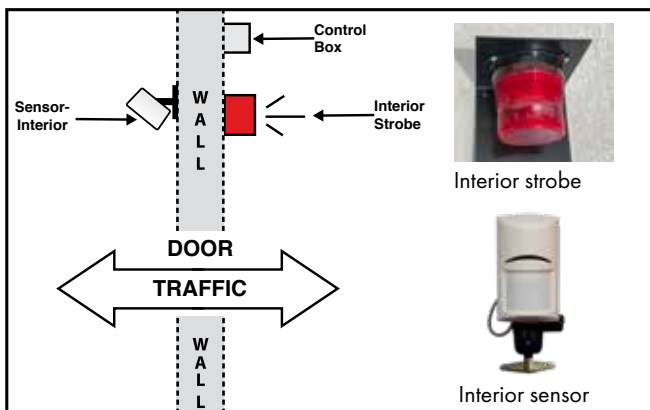 Control
Box
Sensor-
Interior
W
A
L
L
Interior
Strobe
Interior strobe
DOOR
TRAFFIC
W
A
L
L
Interior sensor